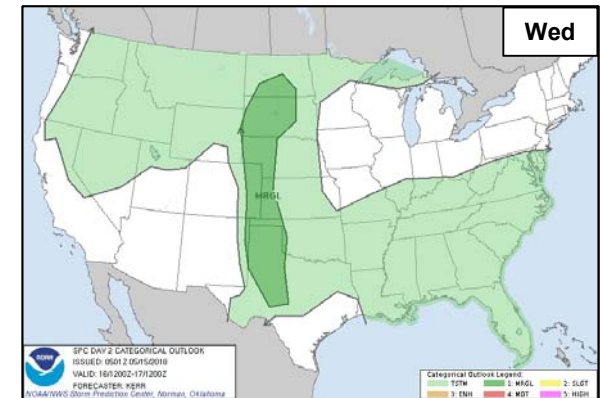 Wed
MRGL
SPC DAY 2 CATEGORICAL OUTLOOK
ISSUED: 0501Z 05/15/2018
VALID: 16/1200Z-17/1200Z
FORECASTER: KERR
NOAA/NWS Storm Prediction Center, Norman, Oklahoma
Categorical Outlook Legend:
TSTM 1: MRGL 2: SLGT
3: ENH 4: MDT 5: HIGH